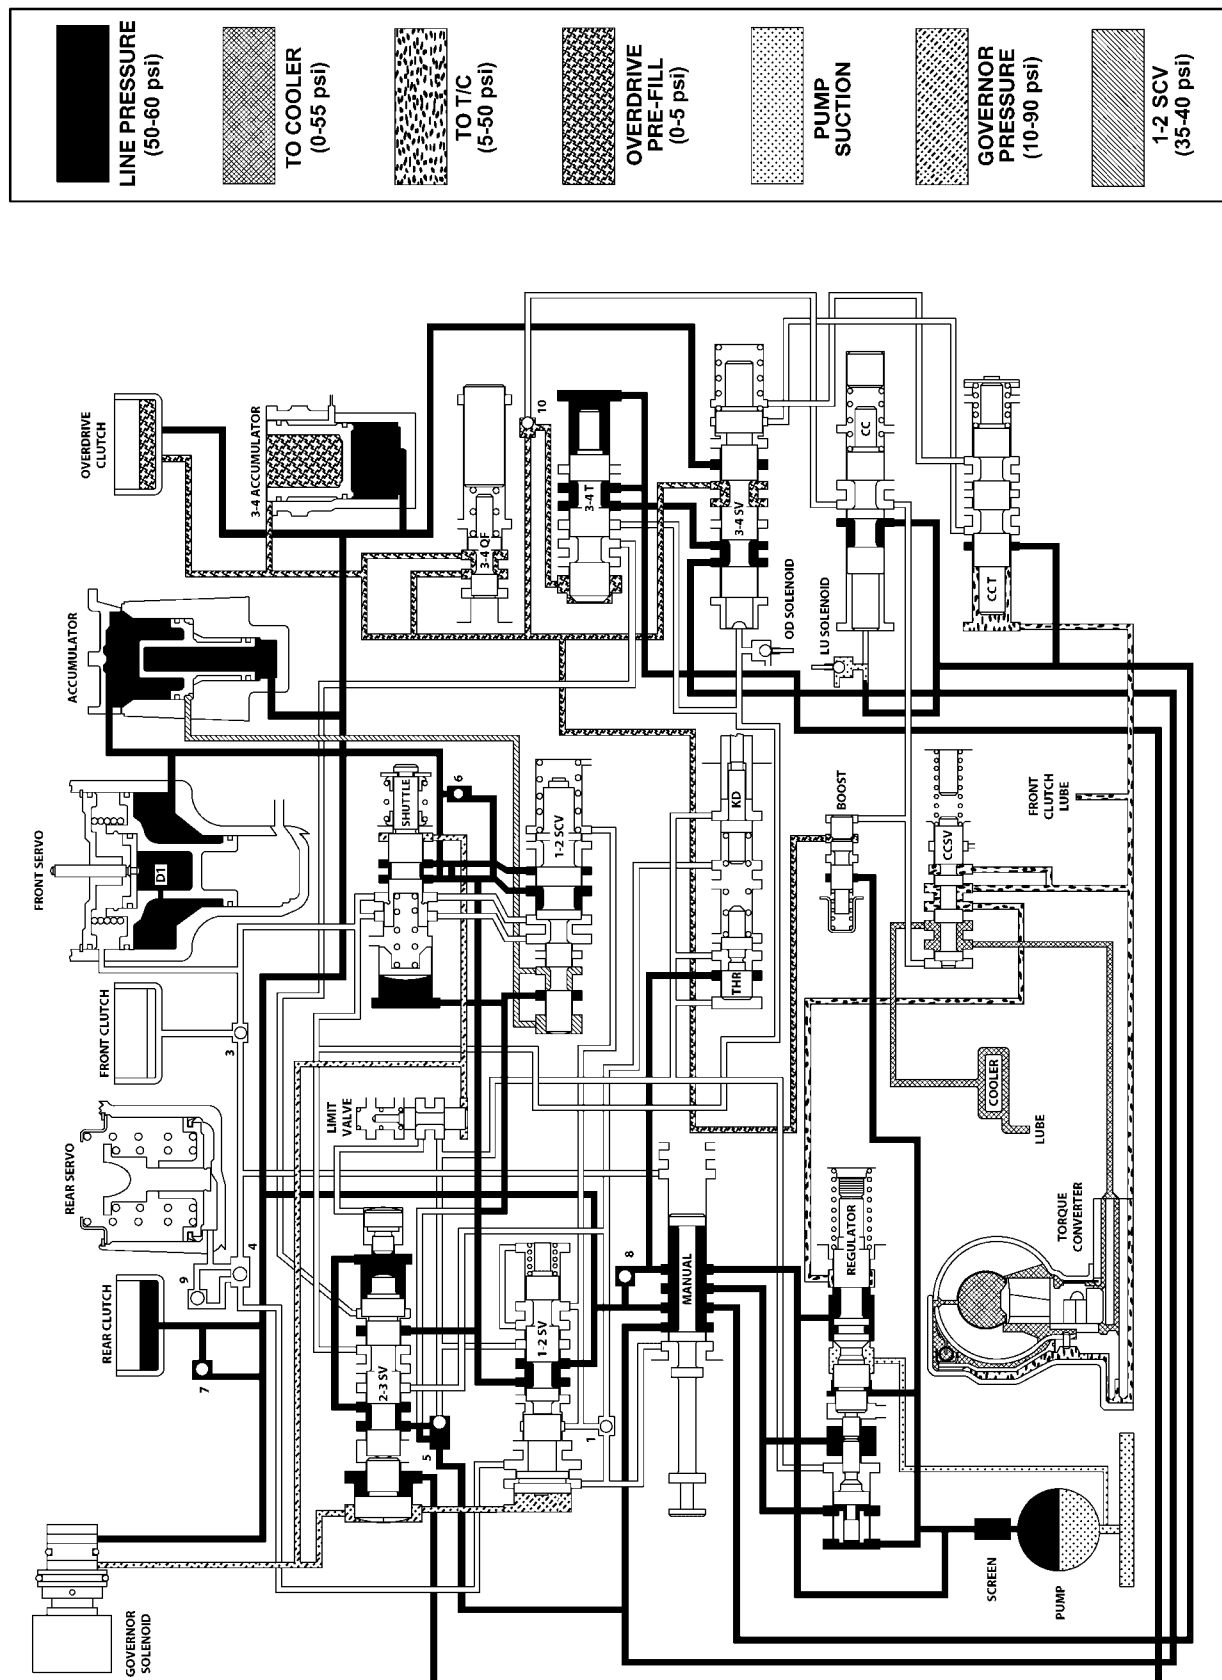 LINE PRESSURE
(50-60 psi)
TO COOLER
(0-55 psi)
TO T/C
(5-50 psi)
OVERDRIVE
PRE-FILL
(0-5 psi)
PUMP
SUCTION
GOVERNOR
PRESSURE
(10-90 psi)
1-2 SCV
(35-40 psi)
OVERDRIVE
CLUTCH
3-4 ACCUMULATOR
3-4 QF
10
3-4 T
3-4 SV
OD SOLENOID
CC
LU SOLENOID
CC T
ACCUMULATOR
FRONT SERVO
D1
SHUTTLE
6
1-2 SCV
KD
THR
BOOST
CCSV
FRONT
CLUTCH
LUBE
FRONT CLUTCH
3
LIMIT
VALVE
COOLER
LUBE
REAR SERVO
4
9
REAR CLUTCH
7
2-3 SV
5
1-2 SV
1
8
MANUAL
REGULATOR
TORQUE
CONVERTER
SCREEN
PUMP
GOVERNOR
SOLENOID